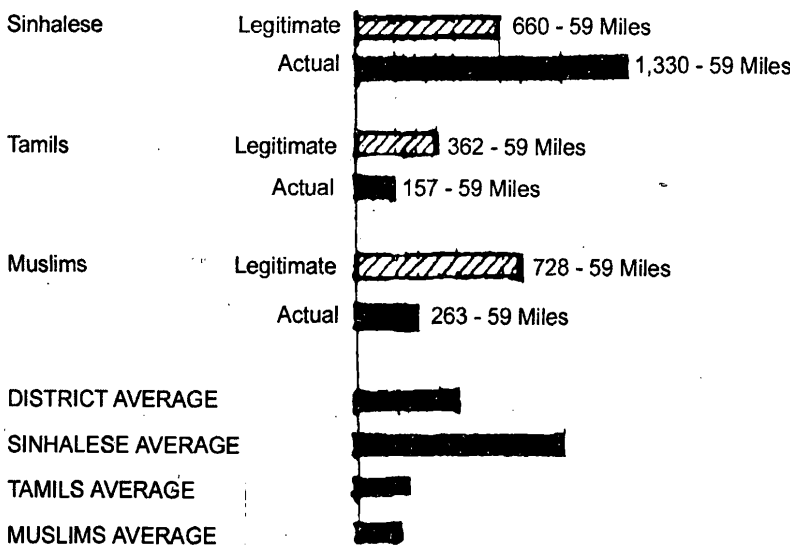 Sinhalese Legitimate 660 - 59 Miles
Actual 1,330 - 59 Miles
Tamils Legitimate 362 - 59 Miles
Actual 157 - 59 Miles
Muslims Legitimate 728 - 59 Miles
Actual 263 - 59 Miles
DISTRICT AVERAGE
SINHALESE AVERAGE
TAMILS AVERAGE
MUSLIMS AVERAGE